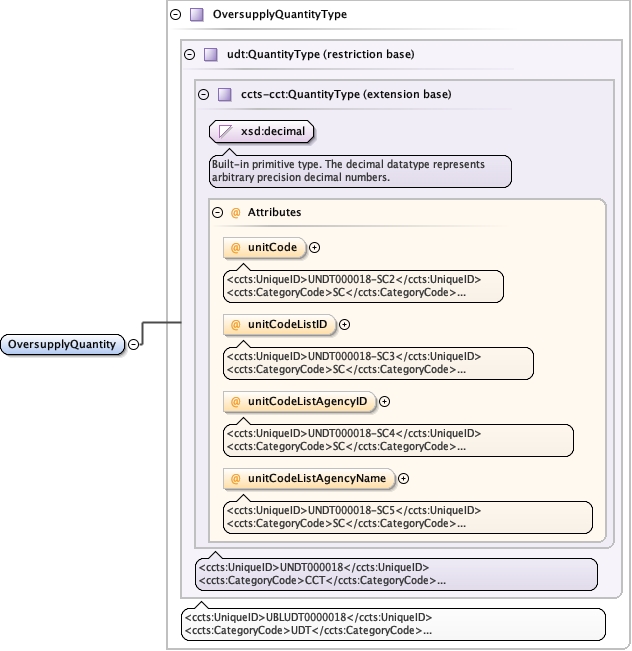 OversupplyQuantityType
udt:QuantityType (restriction base)
ccts-cct:QuantityType (extension base)
xsd:decimal
Built-in primitive type. The decimal datatype represents
arbitrary precision decimal numbers.
@ Attributes
@ unitCode
<ccts:UniqueID>UNDT000018-SC2</ccts:UniqueID>
<ccts:CategoryCode>SC</ccts:CategoryCode>...
@ unitCodeListID
<ccts:UniqueID>UNDT000018-SC3</ccts:UniqueID>
<ccts:CategoryCode>SC</ccts:CategoryCode>...
OversupplyQuantity
@ unitCodeListAgencyID
<ccts:UniqueID>UNDT000018-SC4</ccts:UniqueID>
<ccts:CategoryCode>SC</ccts:CategoryCode>...
@ unitCodeListAgencyName
<ccts:UniqueID>UNDT000018-SC5</ccts:UniqueID>
<ccts:CategoryCode>SC</ccts:CategoryCode>...
<ccts:UniqueID>UNDT000018</ccts:UniqueID>
<ccts:CategoryCode>CCT</ccts:CategoryCode>...
<ccts:UniqueID>UBLUDT0000018</ccts:UniqueID>
<ccts:CategoryCode>UDT</ccts:CategoryCode>...